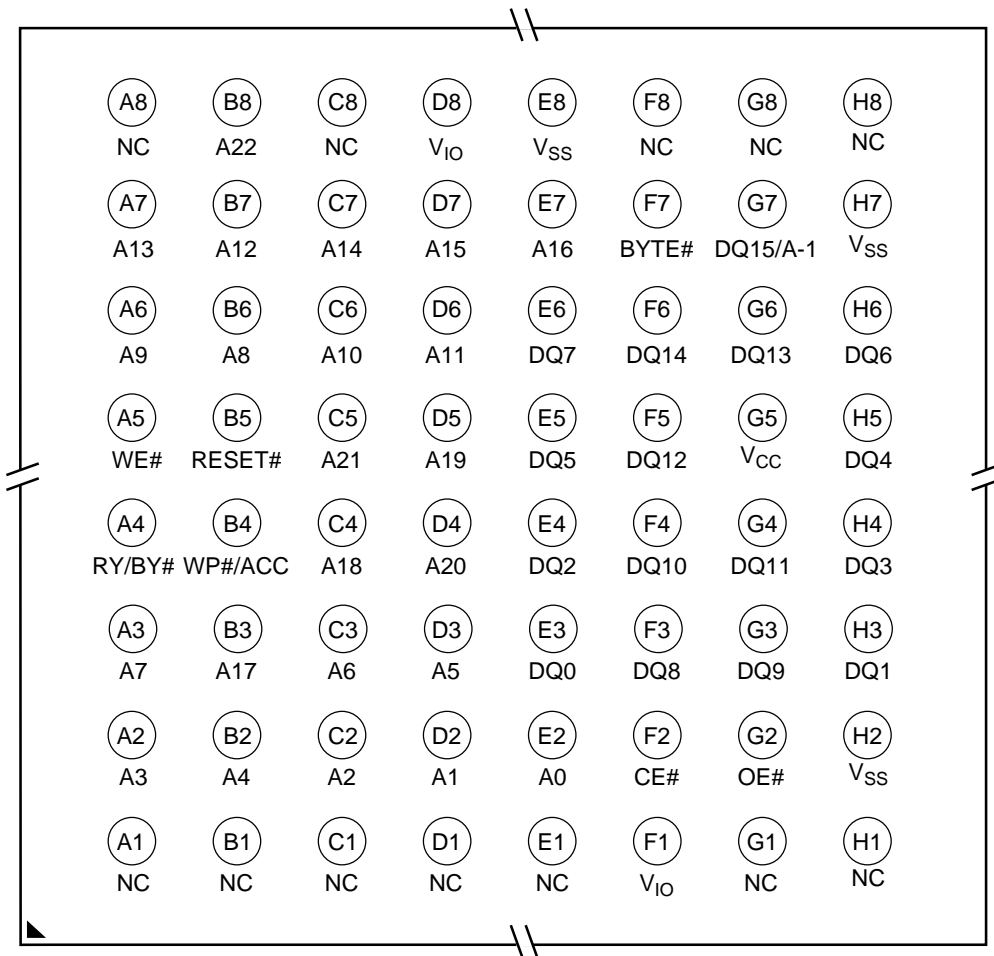 A8 B8 C8 D8 E8 F8 G8 H8
NC A22 NC VIO VSS NC NC NC
A7 B7 C7 D7 E7 F7 G7 H7
A13 A12 A14 A15 A16 BYTE# DQ15/A-1 VSS
A6 B6 C6 D6 E6 F6 G6 H6
A9 A8 A10 A11 DQ7 DQ14 DQ13 DQ6
A5 B5 C5 D5 E5 F5 G5 H5
WE# RESET# A21 A19 DQ5 DQ12 VCC DQ4
A4 B4 C4 D4 E4 F4 G4 H4
RY/BY# WP#/ACC A18 A20 DQ2 DQ10 DQ11 DQ3
A3 B3 C3 D3 E3 F3 G3 H3
A7 A17 A6 A5 DQ0 DQ8 DQ9 DQ1
A2 B2 C2 D2 E2 F2 G2 H2
A3 A4 A2 A1 A0 CE# OE# VSS
A1 B1 C1 D1 E1 F1 G1 H1
NC NC NC NC NC VIO NC NC